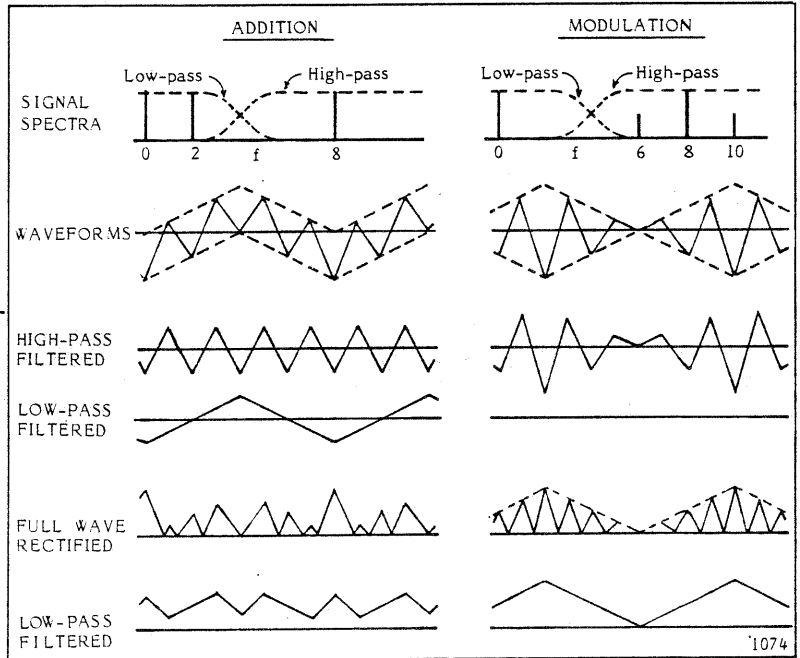 ADDITION
MODULATION
Low-pass
High-pass
Low-pass
High-pass
SIGNAL
SPECTRA
0 2 f 8
0 f 6 8 10
WAVEFORMS
HIGH-PASS
FILTERED
LOW-PASS
FILTERED
FULL WAVE
RECTIFIED
LOW-PASS
FILTERED
1074